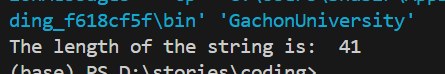 ding_f618cf5f\bin' 'GachonUniversity'
The length of the string is:  41
(base) PS D:\stories\coding>